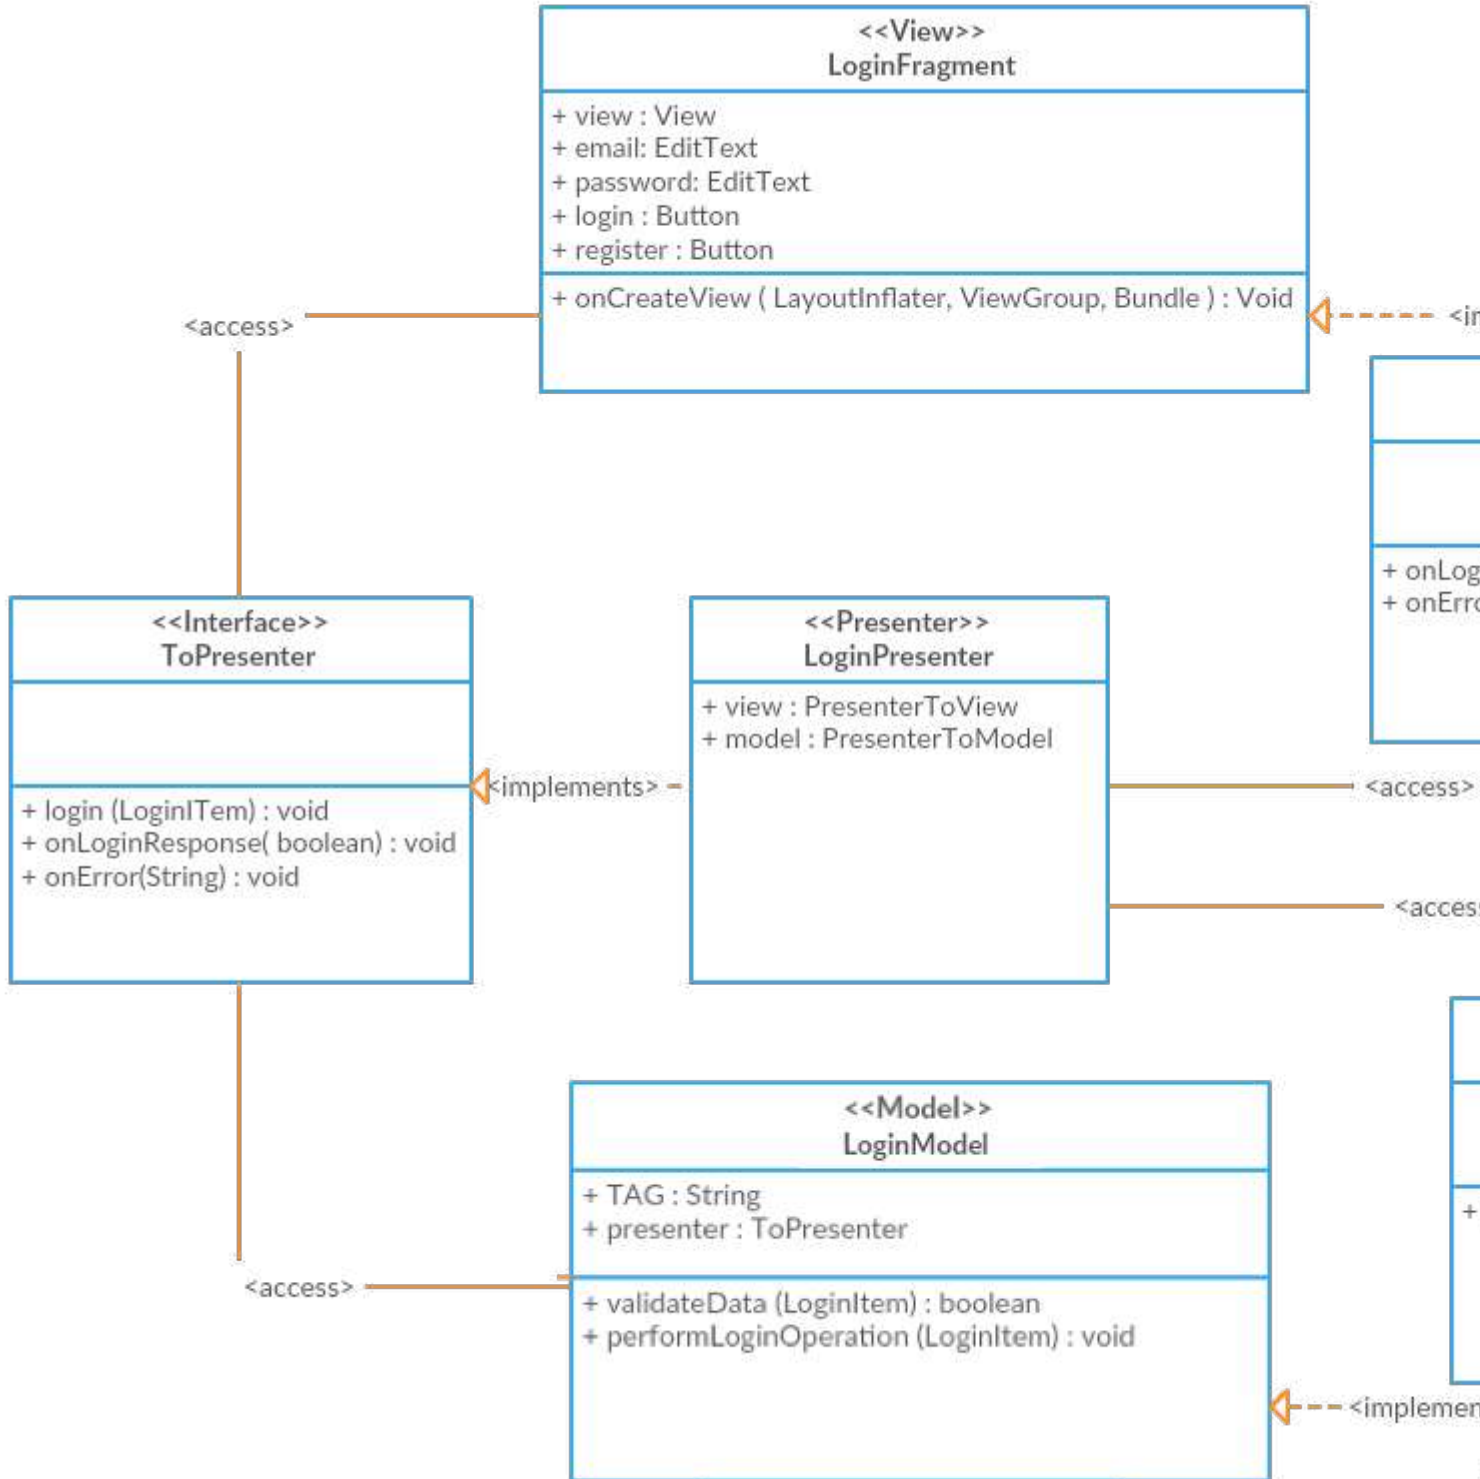 <<View>>
LoginFragment
+ view : View
+ email: EditText
+ password: EditText
+ login : Button
+ register : Button
+ onCreateView ( LayoutInflater, ViewGroup, Bundle ) : Void
<access>
<<Interface>>
ToPresenter
+ login (LoginITem) : void
+ onLoginResponse( boolean) : void
+ onError(String) : void
<implements>
<<Presenter>>
LoginPresenter
+ view : PresenterToView
+ model : PresenterToModel
<access>
<<Model>>
LoginModel
+ TAG : String
+ presenter : ToPresenter
+ validateData (LoginItem) : boolean
+ performLoginOperation (LoginItem) : void
<access>
+